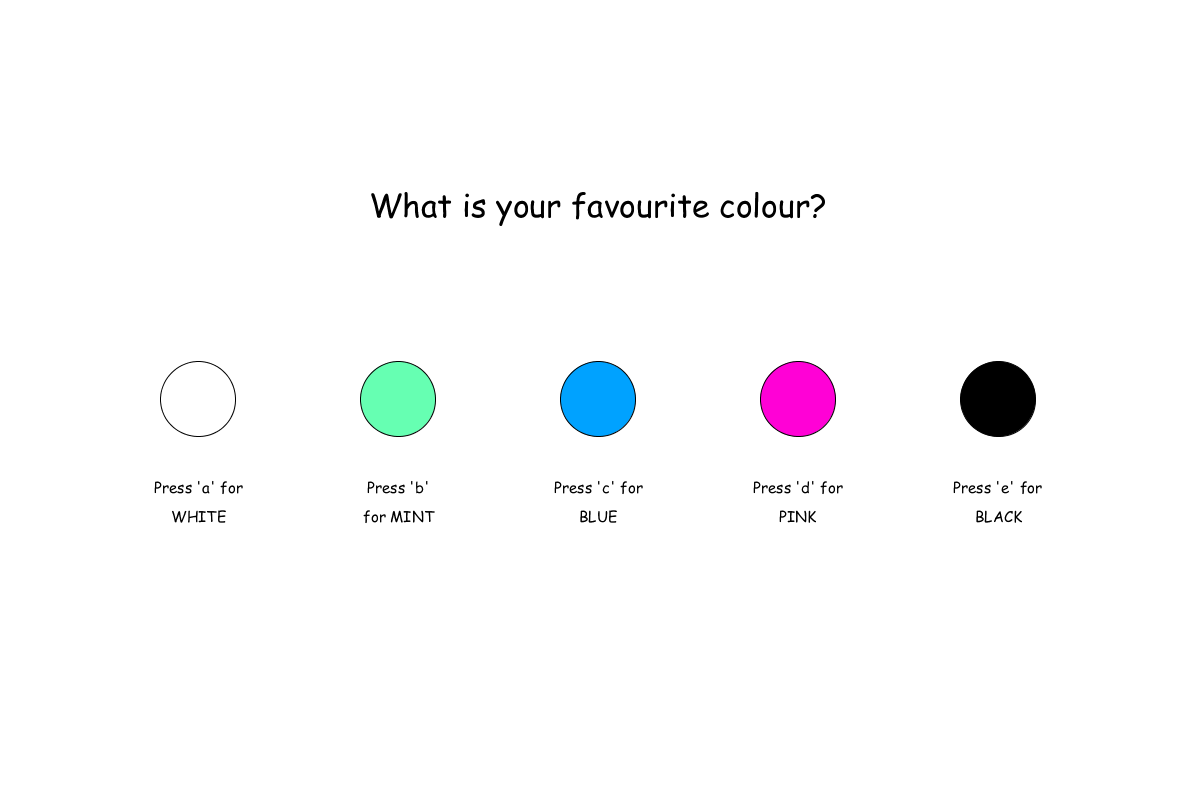 What is your favourite colour?
Press 'a' for
WHITE
Press 'b'
for MINT
Press 'c' for
BLUE
Press 'd' for
PINK
Press 'e' for
BLACK